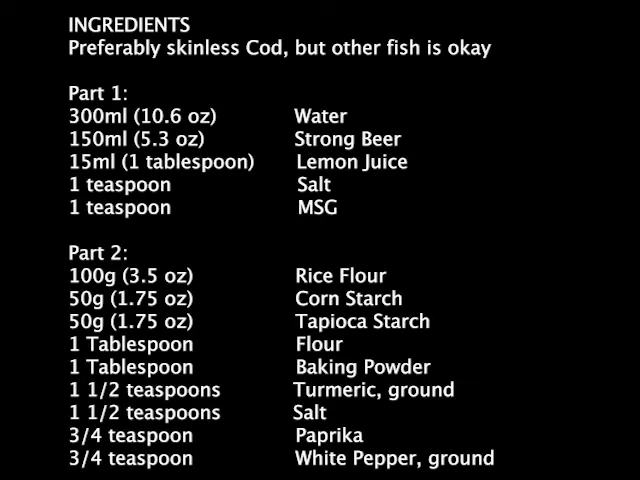 INGREDIENTS
Preferably skinless Cod, but other fish is okay
Part 1:
300ml (10.6 oz) Water
150ml (5.3 oz) Strong Beer
15ml (1 tablespoon) Lemon Juice
1 teaspoon Salt
1 teaspoon MSG
Part 2:
100g (3.5 oz) Rice Flour
50g (1.75 oz) Corn Starch
50g (1.75 oz) Tapioca Starch
1 Tablespoon Flour
1 Tablespoon Baking Powder
1 1/2 teaspoons Turmeric, ground
1 1/2 teaspoons Salt
3/4 teaspoon Paprika
3/4 teaspoon White Pepper, ground